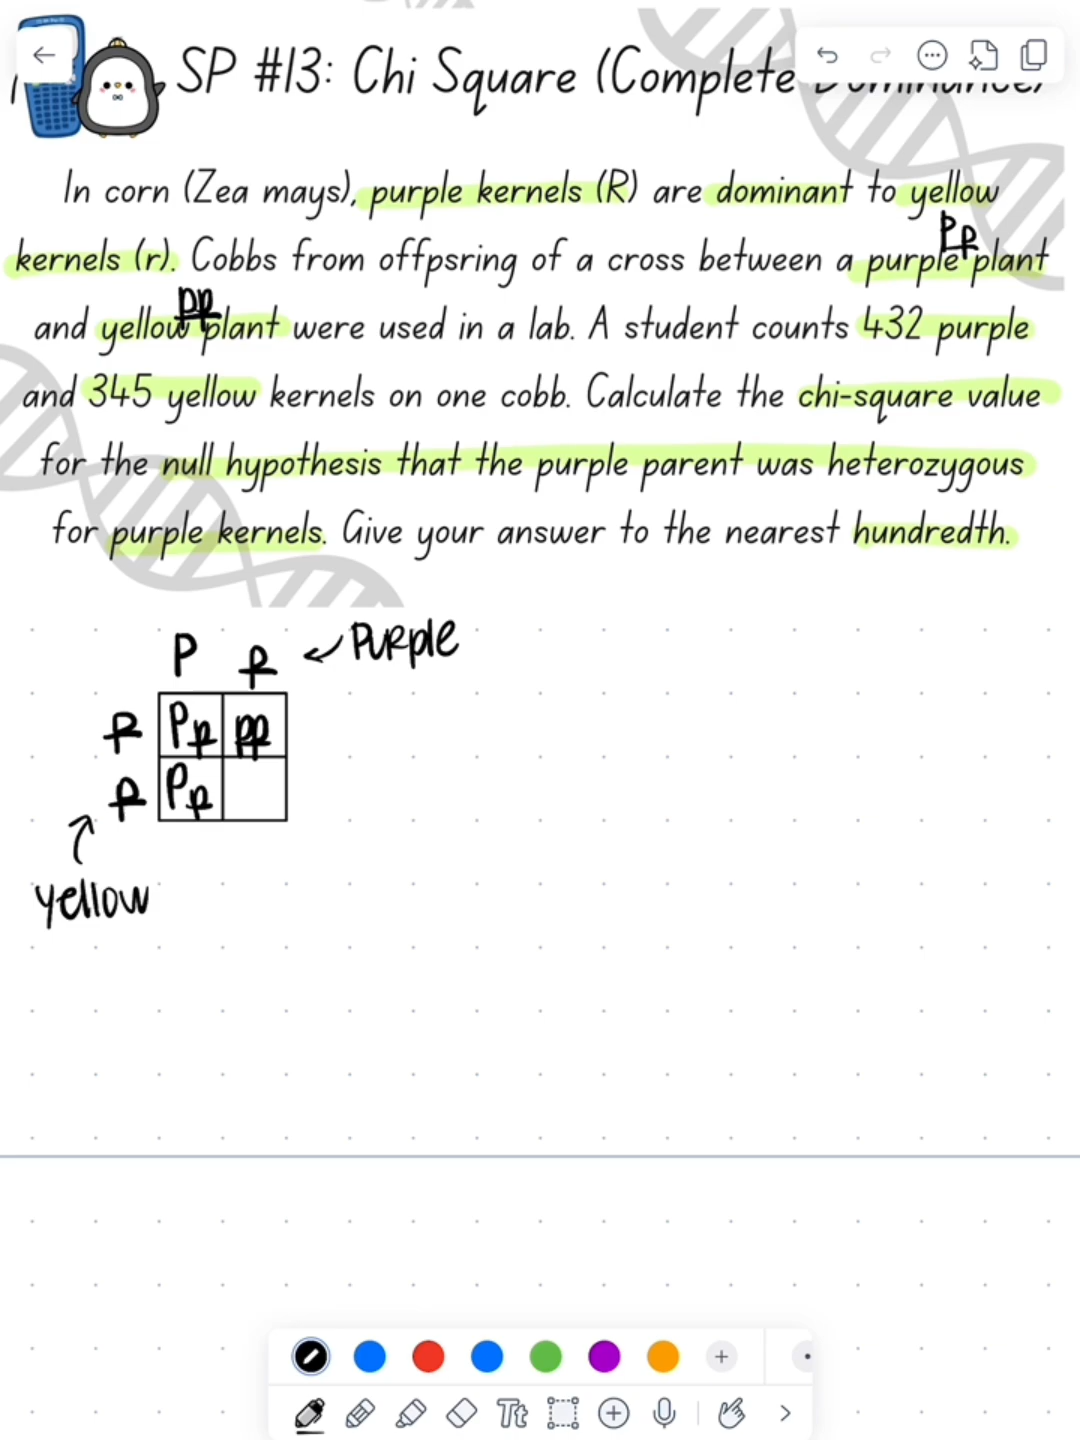 SP #13: Chi Square (Complete Dominance)
In corn (Zea mays), purple kernels (R) are dominant to yellow
Pp
kernels (r). Cobbs from offpsring of a cross between a purple plant
pp
and yellow plant were used in a lab. A student counts 432 purple
and 345 yellow kernels on one cobb. Calculate the chi-square value
for the null hypothesis that the purple parent was heterozygous
for purple kernels. Give your answer to the nearest hundredth.
P p ← Purple
p Pp pp
p Pp
yellow
Tt